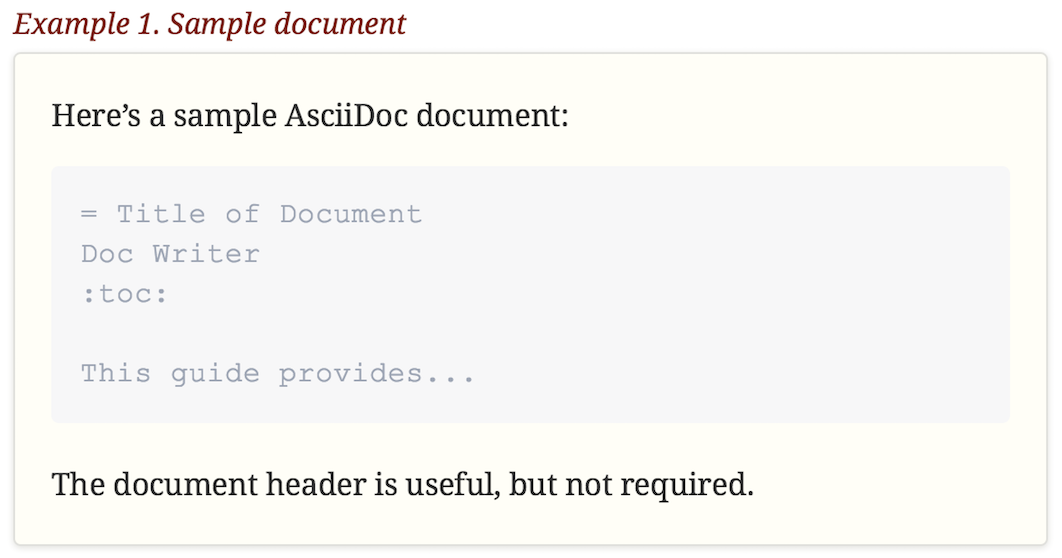 Example 1. Sample document
Here’s a sample AsciiDoc document:
= Title of Document
Doc Writer
:toc:
This guide provides...
The document header is useful, but not required.